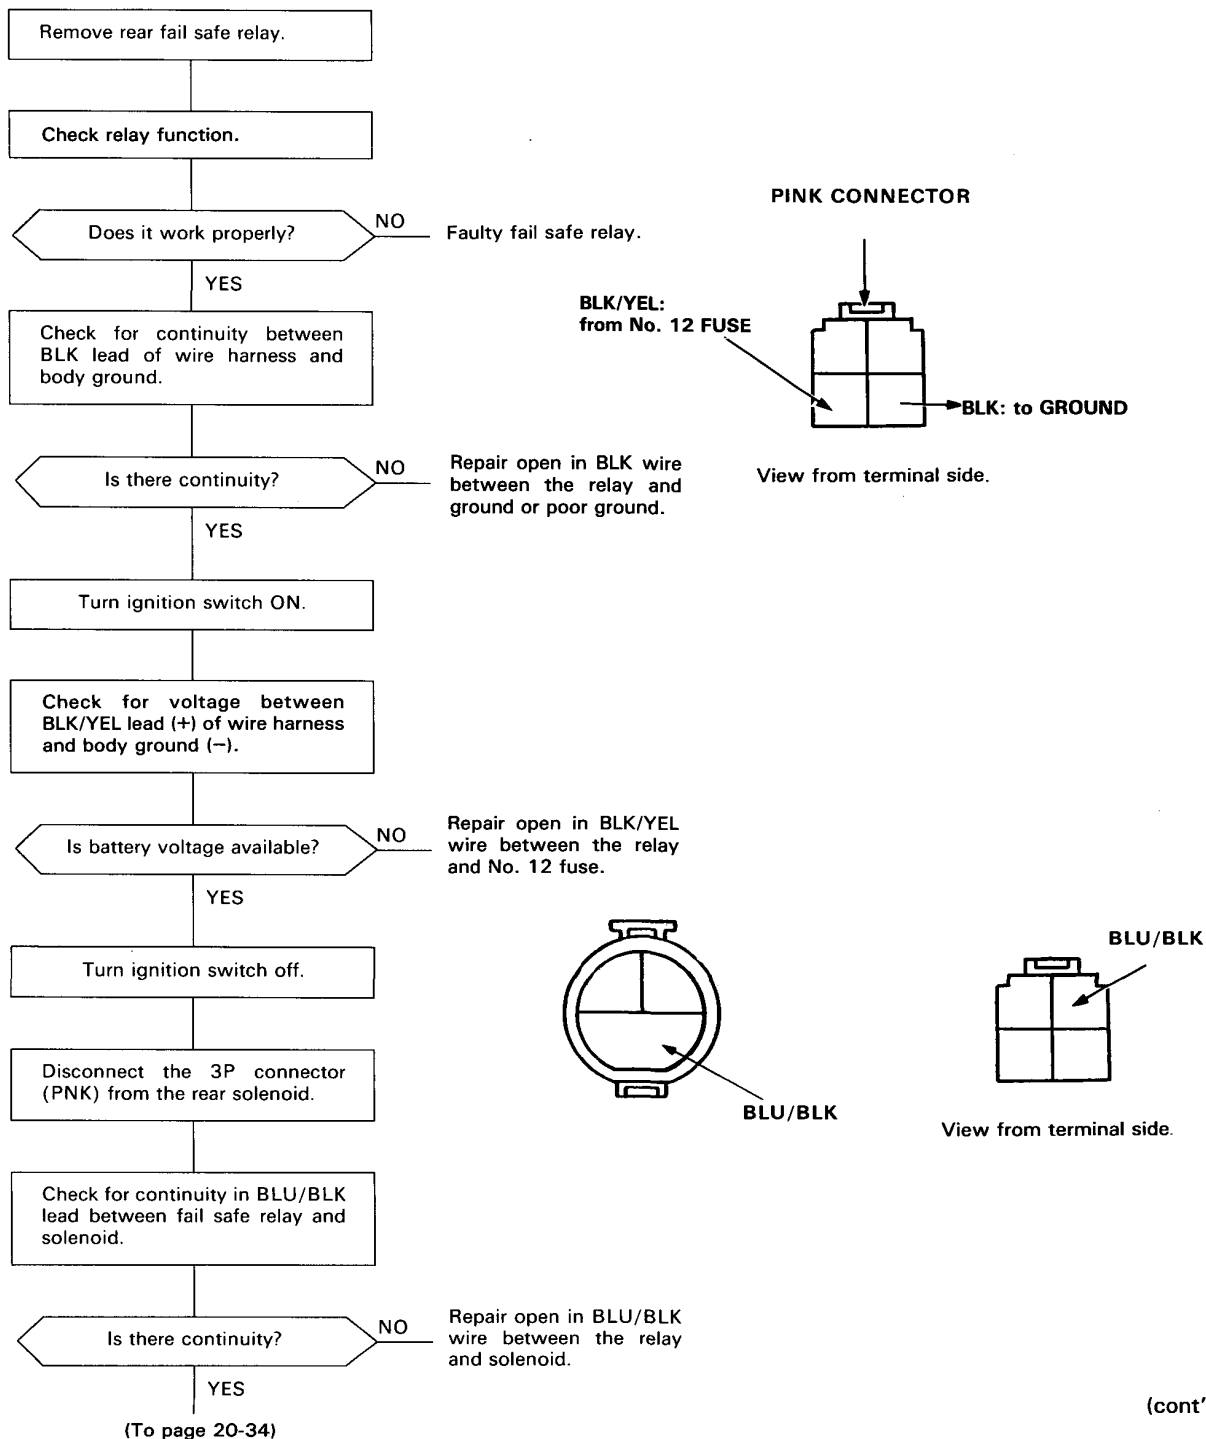 Remove rear fail safe relay.
Check relay function.
Does it work properly?
NO
Faulty fail safe relay.
YES
PINK CONNECTOR
BLK/YEL:
from No. 12 FUSE
BLK: to GROUND
View from terminal side.
Check for continuity between
BLK lead of wire harness and
body ground.
Is there continuity?
NO
Repair open in BLK wire
between the relay and
ground or poor ground.
YES
Turn ignition switch ON.
Check for voltage between
BLK/YEL lead (+) of wire harness
and body ground (−).
Is battery voltage available?
NO
Repair open in BLK/YEL
wire between the relay
and No. 12 fuse.
YES
Turn ignition switch off.
Disconnect the 3P connector
(PNK) from the rear solenoid.
BLU/BLK
BLU/BLK
View from terminal side.
Check for continuity in BLU/BLK
lead between fail safe relay and
solenoid.
Is there continuity?
NO
Repair open in BLU/BLK
wire between the relay
and solenoid.
YES
(To page 20-34)
(cont'